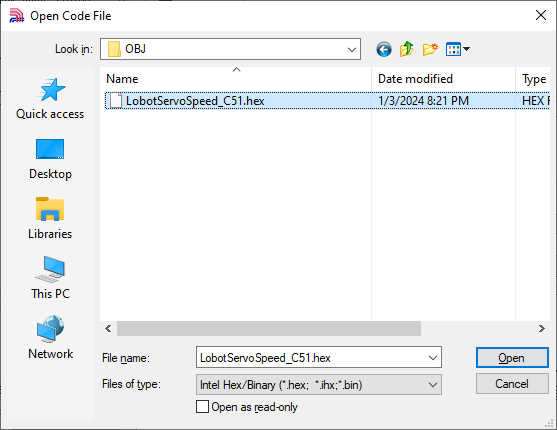 Open Code File
Look in: OBJ
Name Date modified Type
LobotServoSpeed_C51.hex 1/3/2024 8:21 PM HEX F
Quick access
Desktop
Libraries
This PC
Network
File name: LobotServoSpeed_C51.hex Open
Files of type: Intel Hex/Binary (*.hex; *.ihx;*.bin) Cancel
Open as read-only